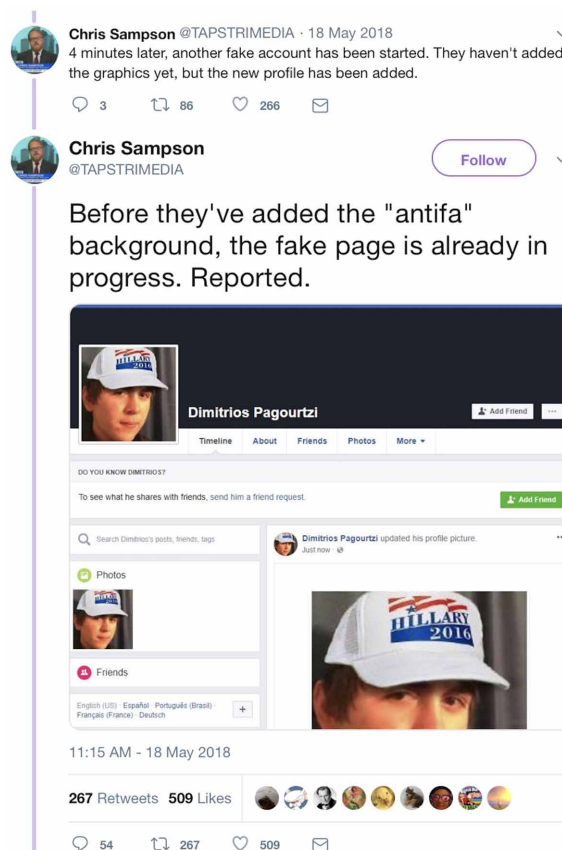 Chris Sampson @TAPSTRIMEDIA · 18 May 2018
4 minutes later, another fake account has been started. They haven't added
the graphics yet, but the new profile has been added.
3 86 266
Chris Sampson
@TAPSTRIMEDIA
Follow
Before they've added the "antifa"
background, the fake page is already in
progress. Reported.
HILLARY
2016
Dimitrios Pagourtzi
Add Friend
Timeline About Friends Photos More
DO YOU KNOW DIMITRIOS?
To see what he shares with friends, send him a friend request.
Add Friend
Search Dimitrios's posts, friends, tags
Dimitrios Pagourtzi updated his profile picture.
Just now ·
Photos
HILLARY
2016
HILLARY
2016
Friends
English (US) · Español · Português (Brasil) ·
Français (France) · Deutsch
11:15 AM - 18 May 2018
267 Retweets 509 Likes
54 267 509